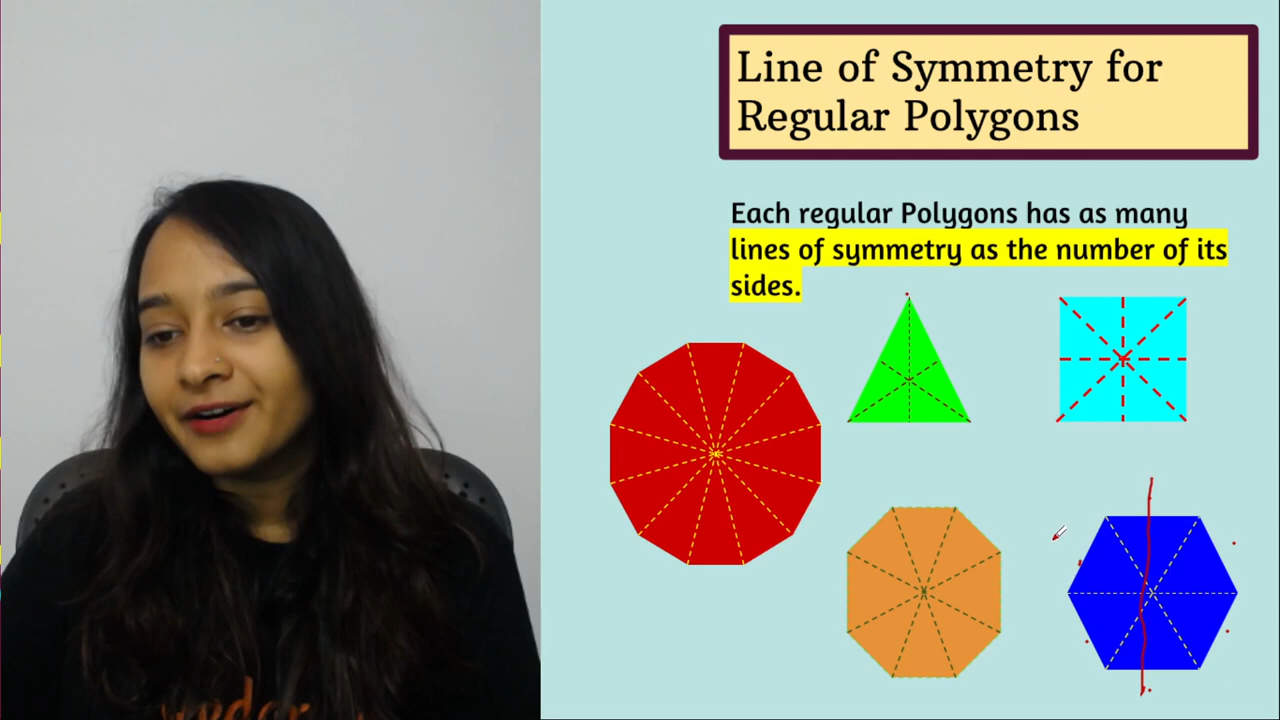 Line of Symmetry for
Regular Polygons
Each regular Polygons has as many
lines of symmetry as the number of its
sides.